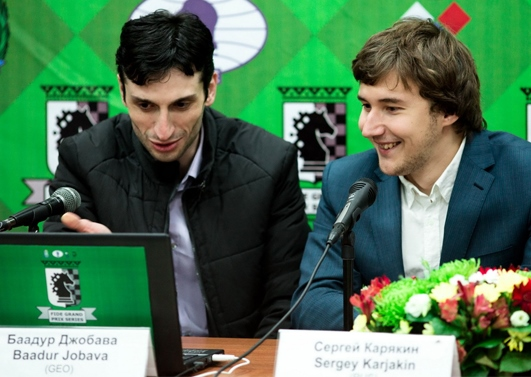 FIDE GRAND
PRIX SERIES
Баадур Джобава
Baadur Jobava
(GEO)
Сергей Карякин
Sergey Karjakin